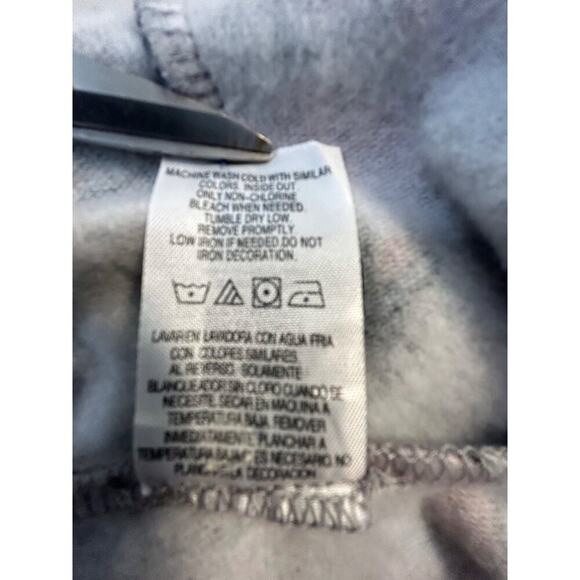 MACHINE WASH COLD WITH SIMILAR
COLORS. INSIDE OUT.
ONLY NON-CHLORINE
BLEACH WHEN NEEDED.
TUMBLE DRY LOW.
REMOVE PROMPTLY.
LOW IRON IF NEEDED.DO NOT
IRON DECORATION.
LAVAR EN LAVADORA CON AGUA FRIA
CON COLORES SIMILARES.
AL REVERSO. SOLAMENTE
BLANQUEADOR SIN CLORO CUANDO SE
NECESITE. SECAR EN MAQUINA A
TEMPERATURA BAJA. REMOVER
INMEDIATAMENTE. PLANCHAR A
TEMPERATURA BAJA ES NECESARIO. NO
LA DECORACION